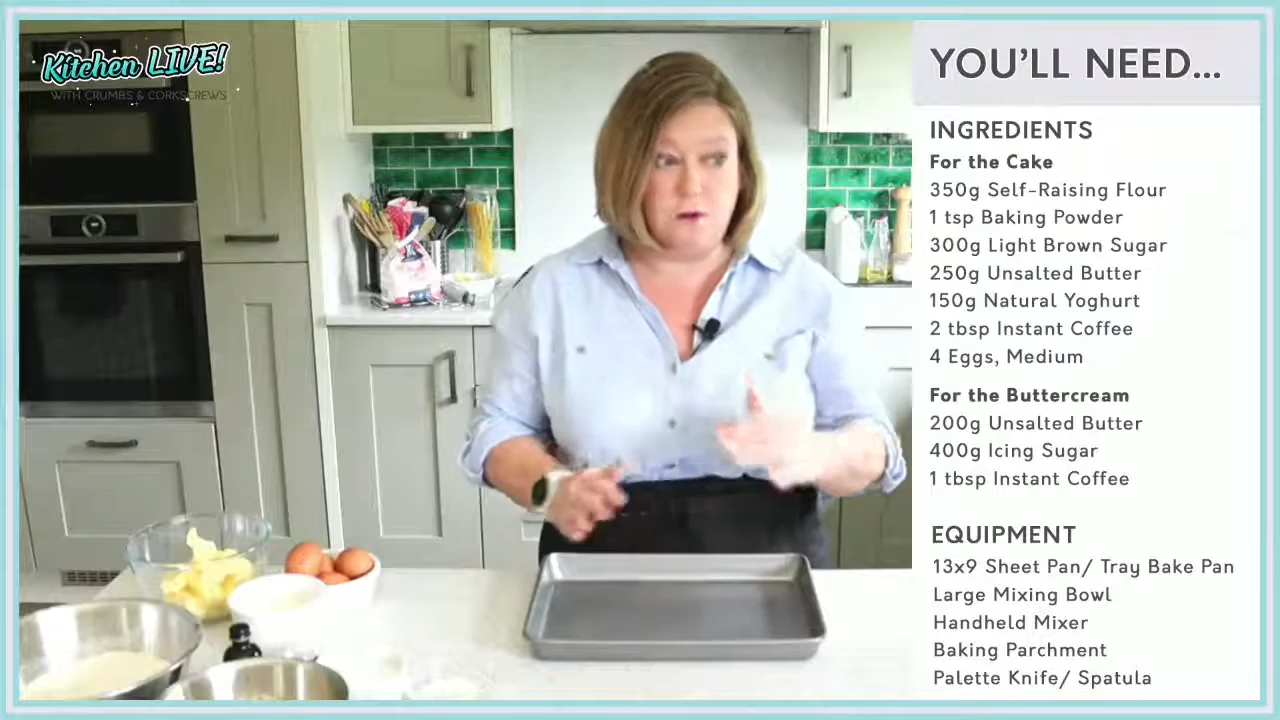 Kitchen LIVE!
WITH CRUMBS & CORKSCREWS
YOU'LL NEED...
INGREDIENTS
For the Cake
350g Self-Raising Flour
1 tsp Baking Powder
300g Light Brown Sugar
250g Unsalted Butter
150g Natural Yoghurt
2 tbsp Instant Coffee
4 Eggs, Medium
For the Buttercream
200g Unsalted Butter
400g Icing Sugar
1 tbsp Instant Coffee
EQUIPMENT
13x9 Sheet Pan/ Tray Bake Pan
Large Mixing Bowl
Handheld Mixer
Baking Parchment
Palette Knife/ Spatula